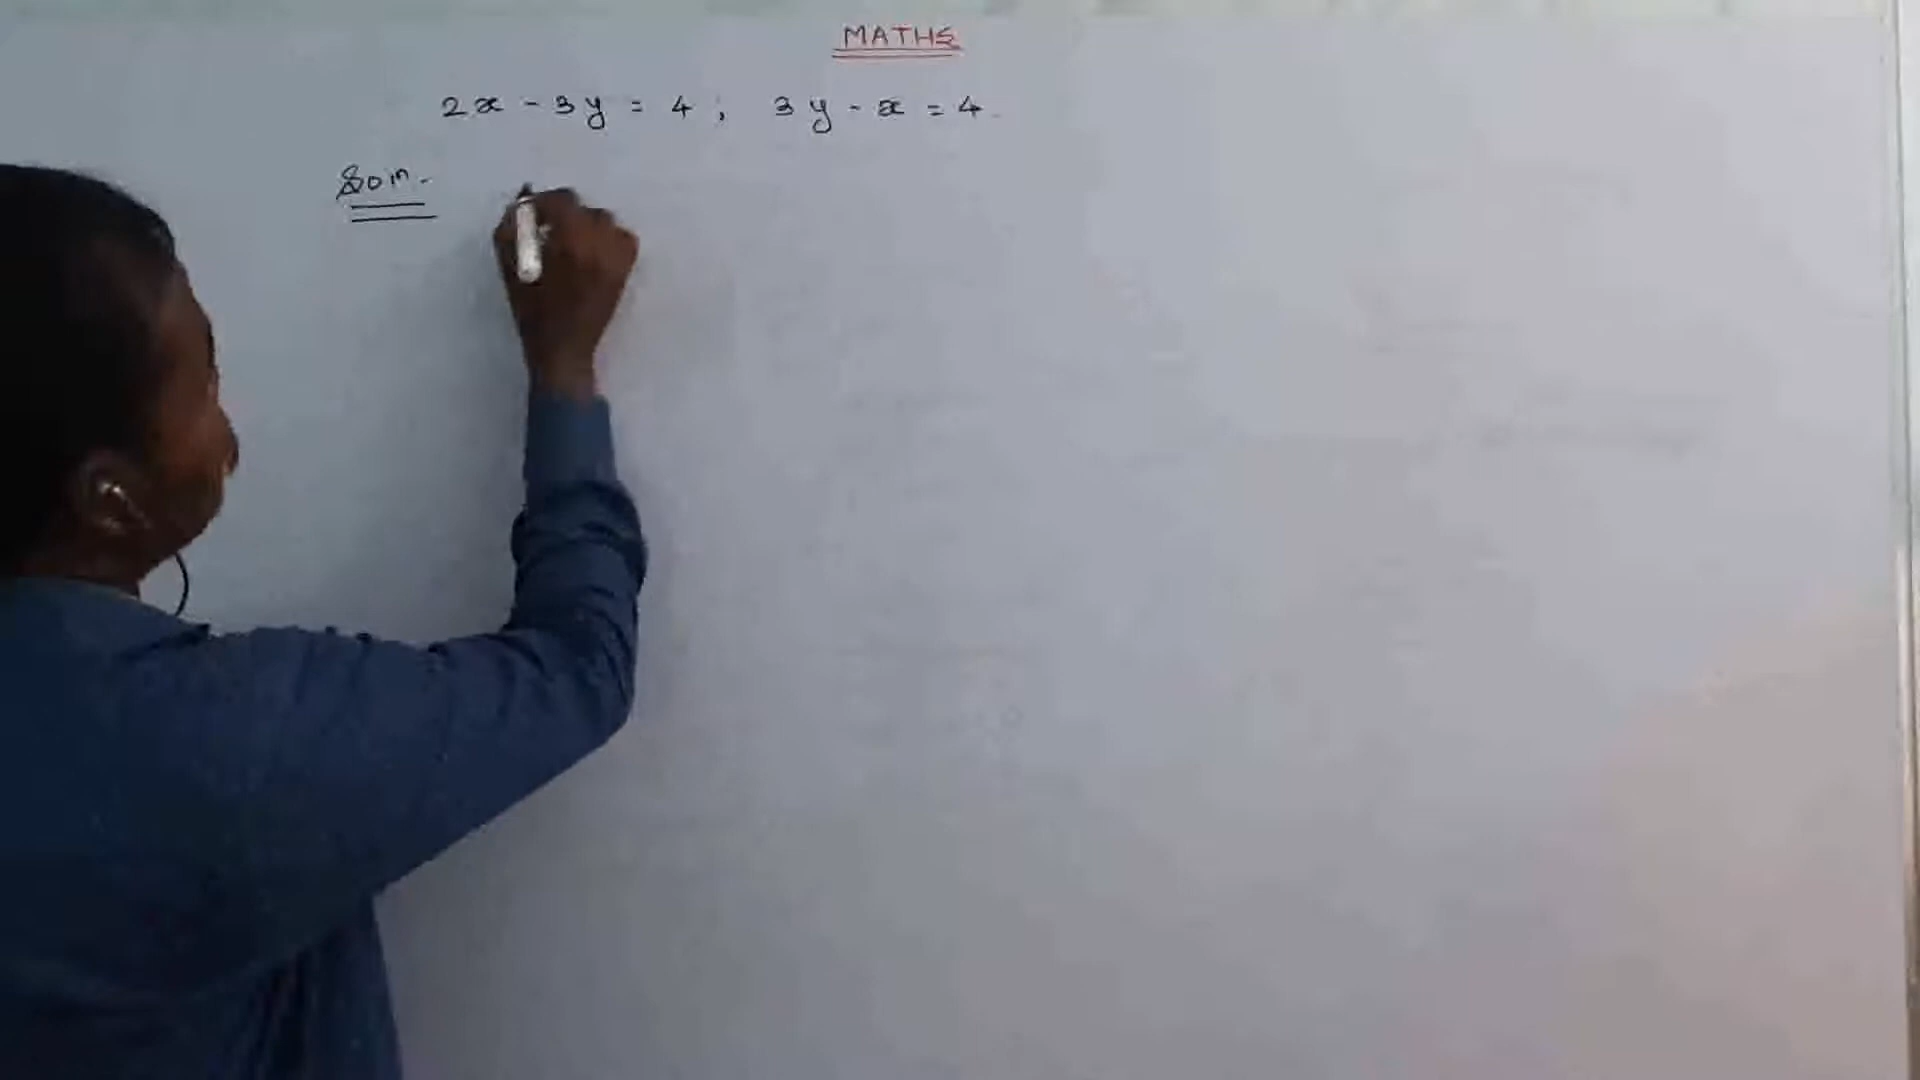 MATHS
2x - 3y = 4 ; 3y - x = 4.
Soln.